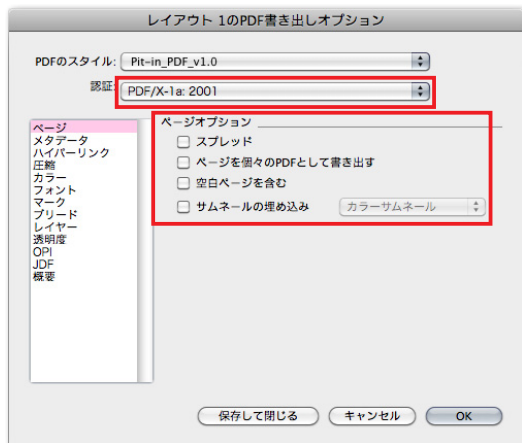 レイアウト 1のPDF書き出しオプション
PDFのスタイル: Pit-in_PDF_v1.0
認証: PDF/X-1a: 2001
ページ
メタデータ
ハイパーリンク
圧縮
カラー
フォント
マーク
ブリード
レイヤー
透明度
OPI
JDF
概要
ページオプション
スプレッド
ページを個々のPDFとして書き出す
空白ページを含む
サムネールの埋め込み カラーサムネール
保存して閉じる キャンセル OK